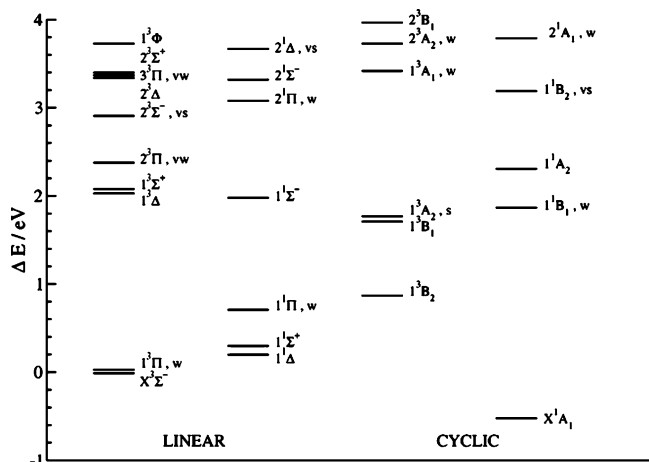 ΔE/eV
4
3
2
1
0
-1
1³Φ
2³Σ⁺
3³Π, vw
2³Δ
2³Σ⁻, vs
2³Π, vw
1³Σ⁺
1³Δ
1³Π, w
X³Σ⁻
2¹Δ, vs
2¹Σ⁻
2¹Π, w
1¹Σ⁻
1¹Π, w
1¹Σ⁺
1¹Δ
LINEAR
2³B₁
2³A₂, w
1³A₁, w
1³A₂, s
1³B₁
1³B₂
2¹A₁, w
1¹B₂, vs
1¹A₂
1¹B₁, w
X¹A₁
CYCLIC